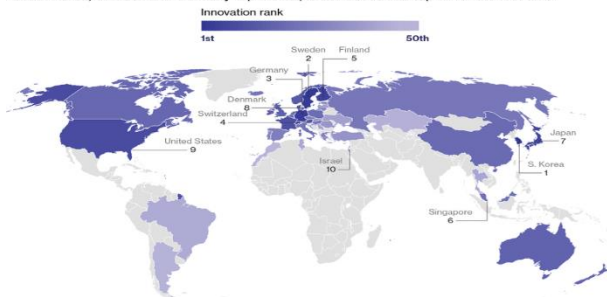 Innovation rank
1st 50th
Sweden
2
Finland
5
Germany
3
Denmark
8
Switzerland
4
United States
9
Israel
10
Japan
7
S. Korea
1
Singapore
6